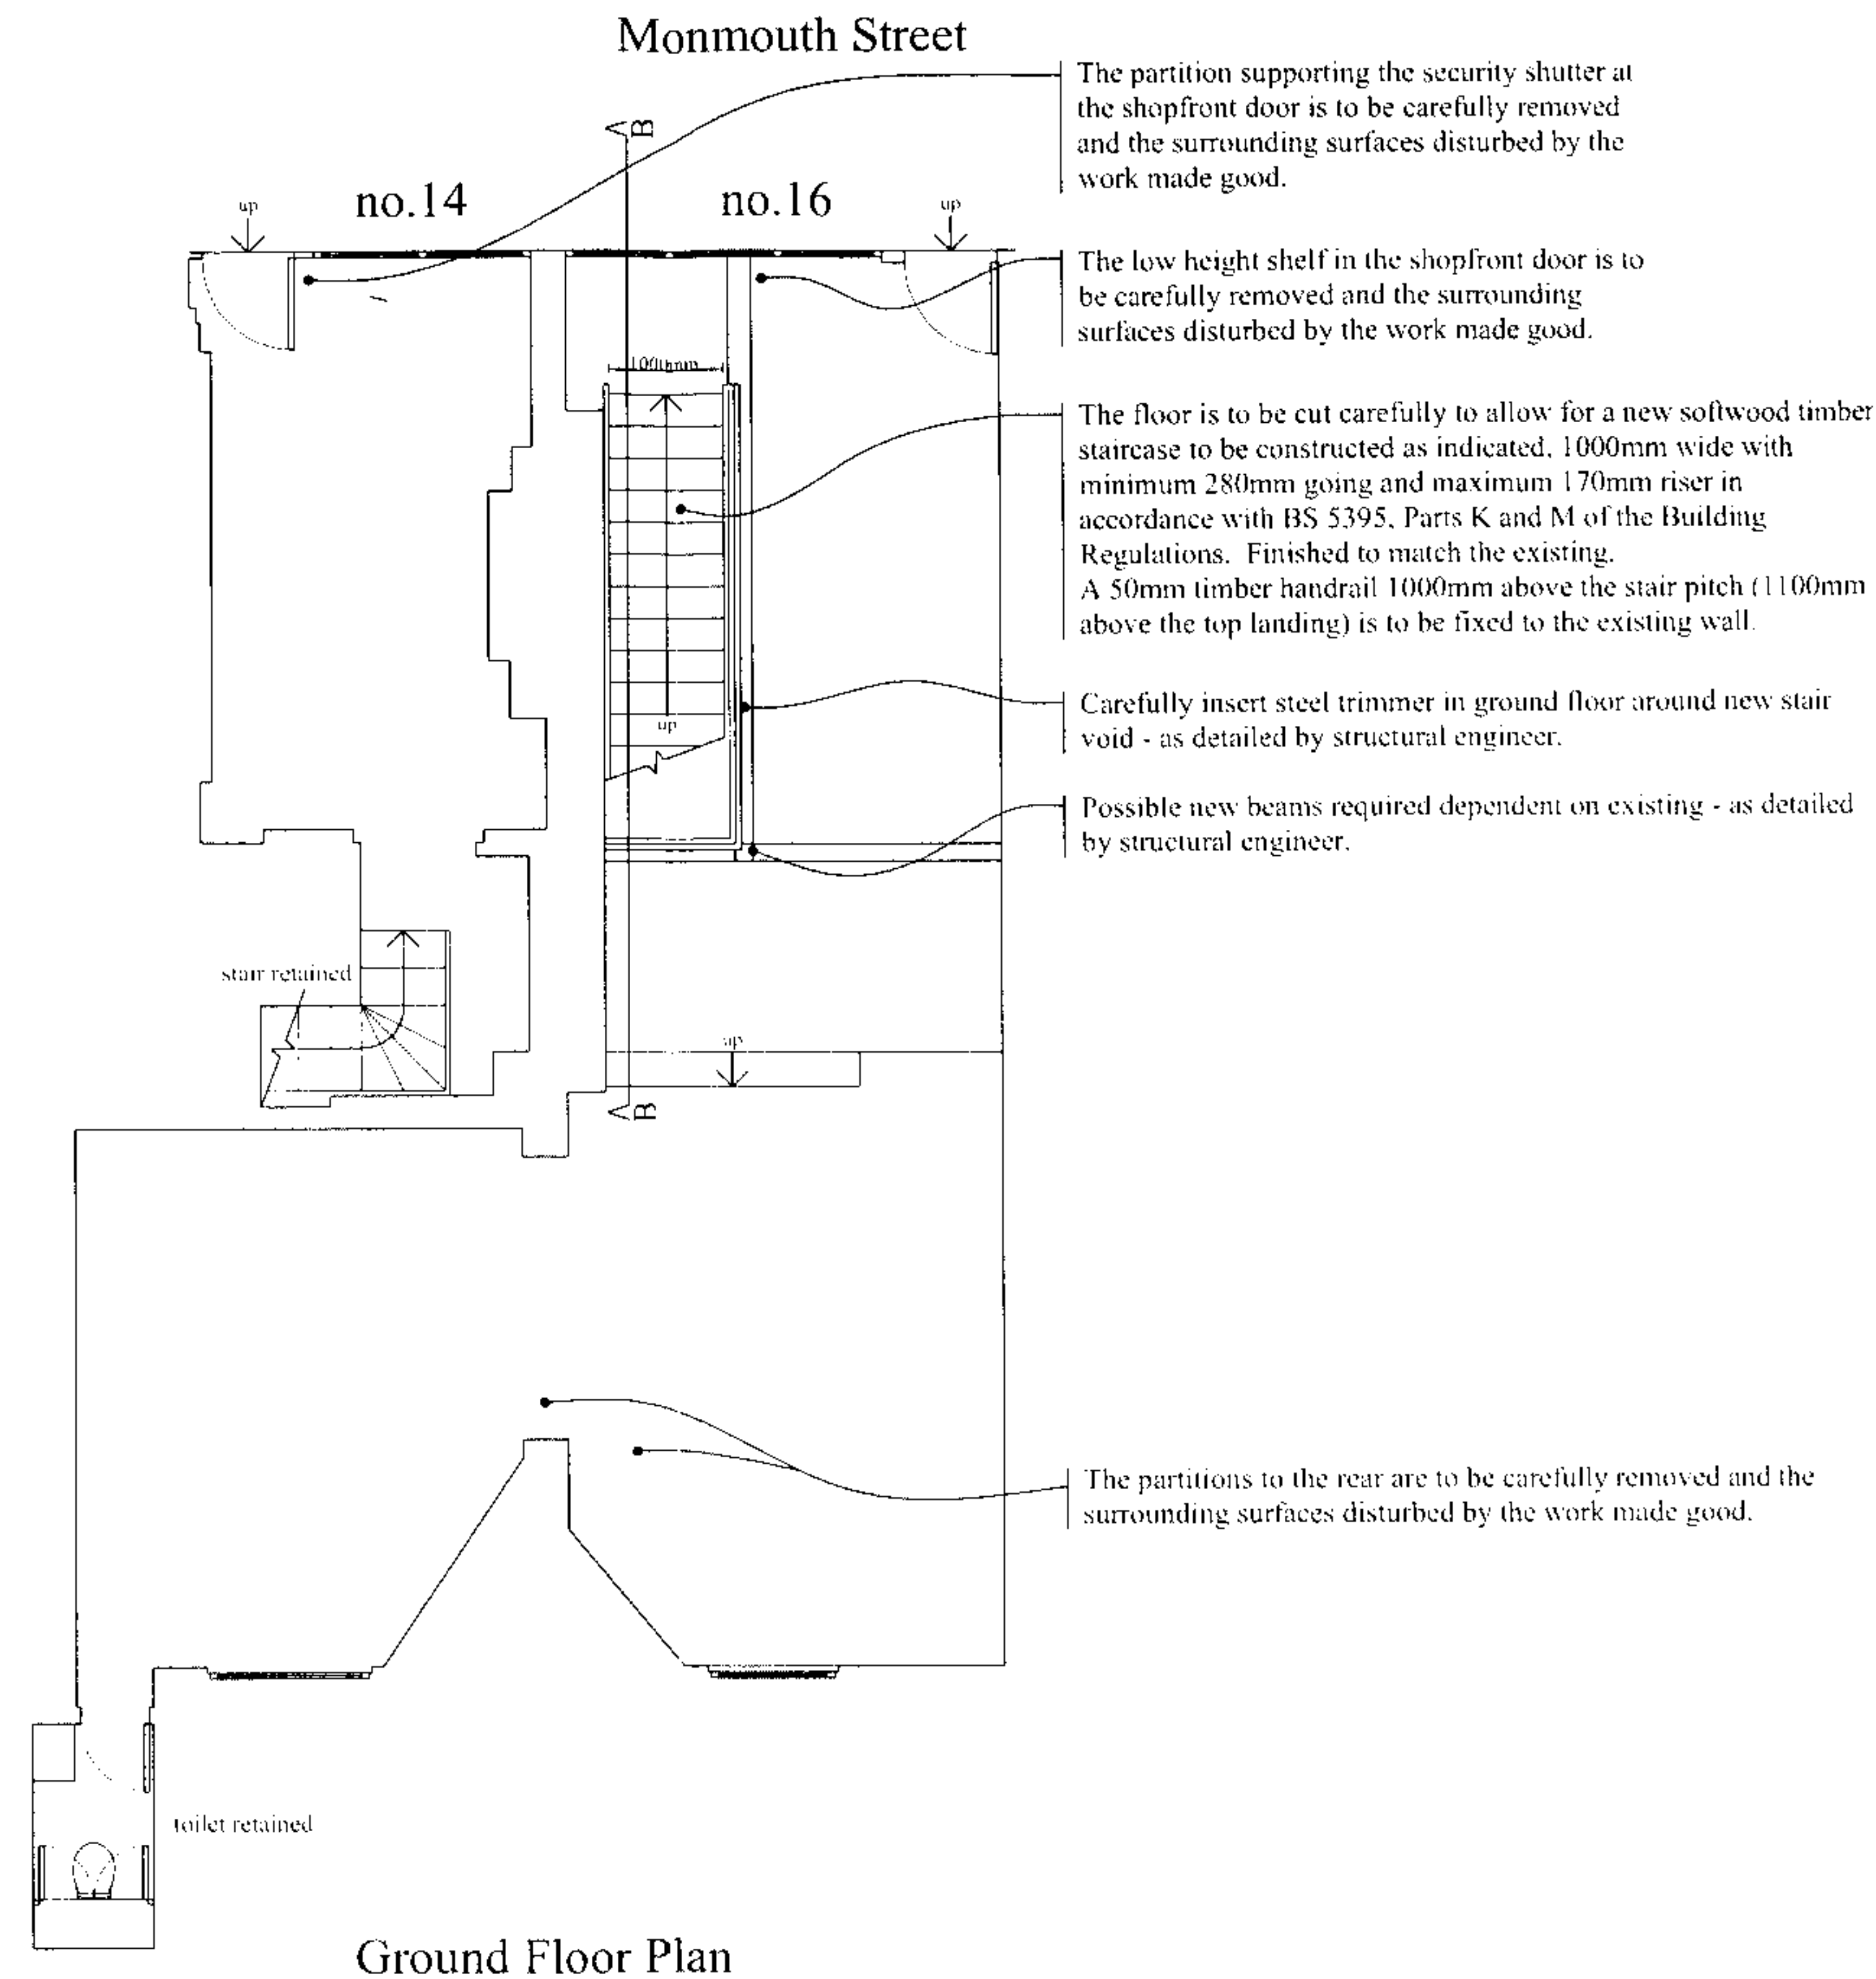 Monmouth Street
The partition supporting the security shutter at
the shopfront door is to be carefully removed
and the surrounding surfaces disturbed by the
work made good.
A
B
up
no.14
no.16
up
The low height shelf in the shopfront door is to
be carefully removed and the surrounding
surfaces disturbed by the work made good.
1000mm
The floor is to be cut carefully to allow for a new softwood timber
staircase to be constructed as indicated, 1000mm wide with
minimum 280mm going and maximum 170mm riser in
accordance with BS 5395, Parts K and M of the Building
Regulations.  Finished to match the existing.
A 50mm timber handrail 1000mm above the stair pitch (1100mm
above the top landing) is to be fixed to the existing wall.
up
Carefully insert steel trimmer in ground floor around new stair
void - as detailed by structural engineer.
Possible new beams required dependent on existing - as detailed
by structural engineer.
stair retained
up
A
B
The partitions to the rear are to be carefully removed and the
surrounding surfaces disturbed by the work made good.
toilet retained
Ground Floor Plan